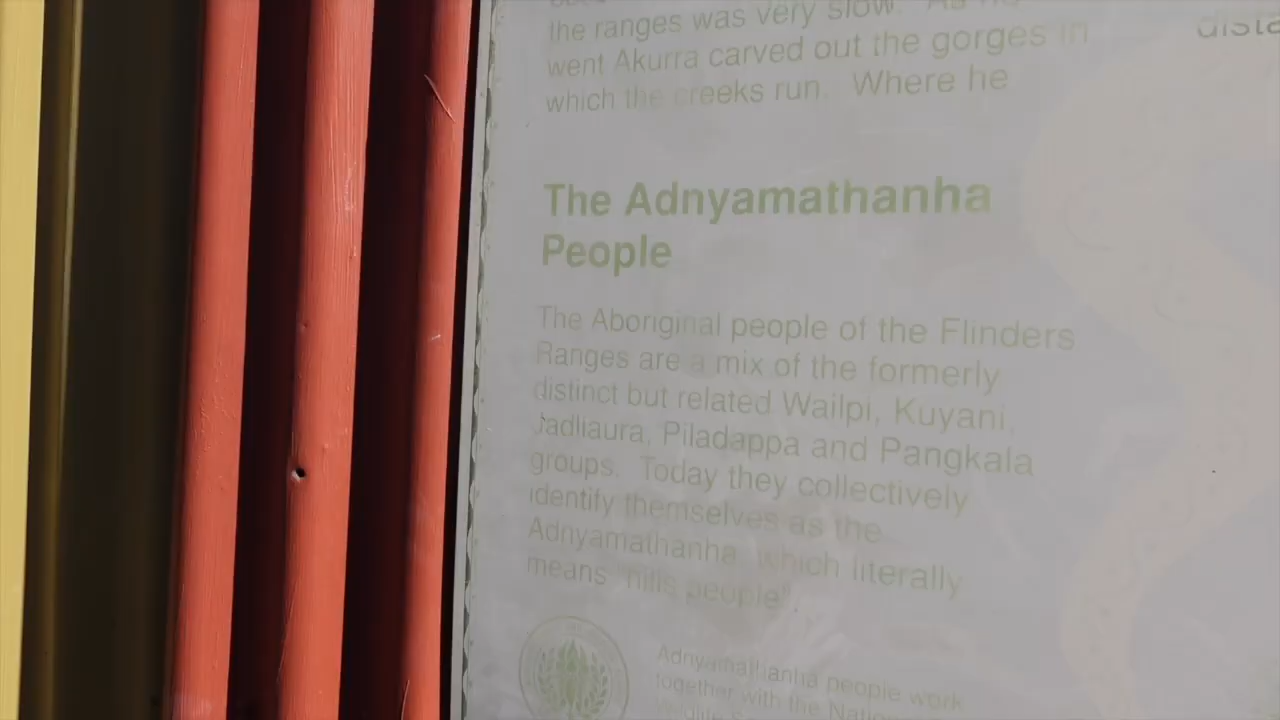 the ranges was very slow. As he
went Akurra carved out the gorges in
which the creeks run. Where he
The Adnyamathanha
People
The Aboriginal people of the Flinders
Ranges are a mix of the formerly
distinct but related Wailpi, Kuyani,
Jadliaura, Piladappa and Pangkala
groups. Today they collectively
identify themselves as the
Adnyamathanha which literally
means "hills people".
Adnyamathanha people work
together with the National